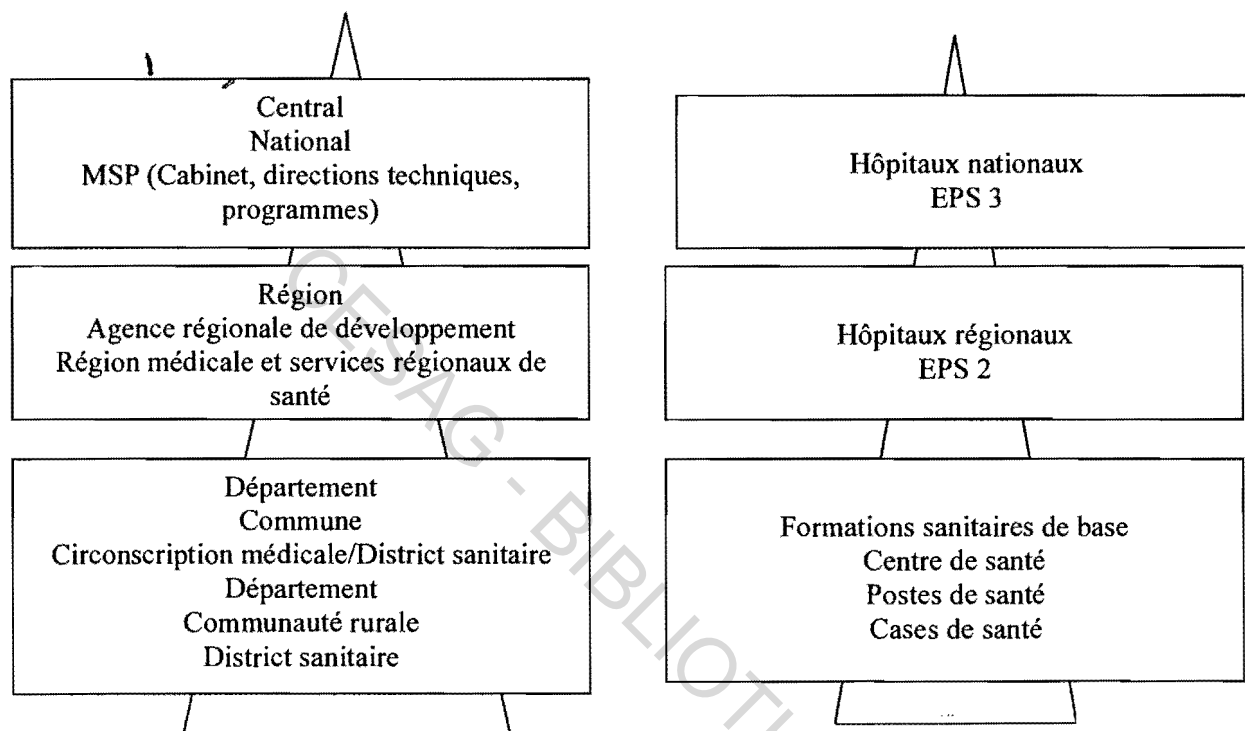 Central
National
MSP (Cabinet, directions techniques,
programmes)
Région
Agence régionale de développement
Région médicale et services régionaux de
santé
Département
Commune
Circonscription médicale/District sanitaire
Département
Communauté rurale
District sanitaire
Hôpitaux nationaux
EPS 3
Hôpitaux régionaux
EPS 2
Formations sanitaires de base
Centre de santé
Postes de santé
Cases de santé
CESAG - BIBLIOT